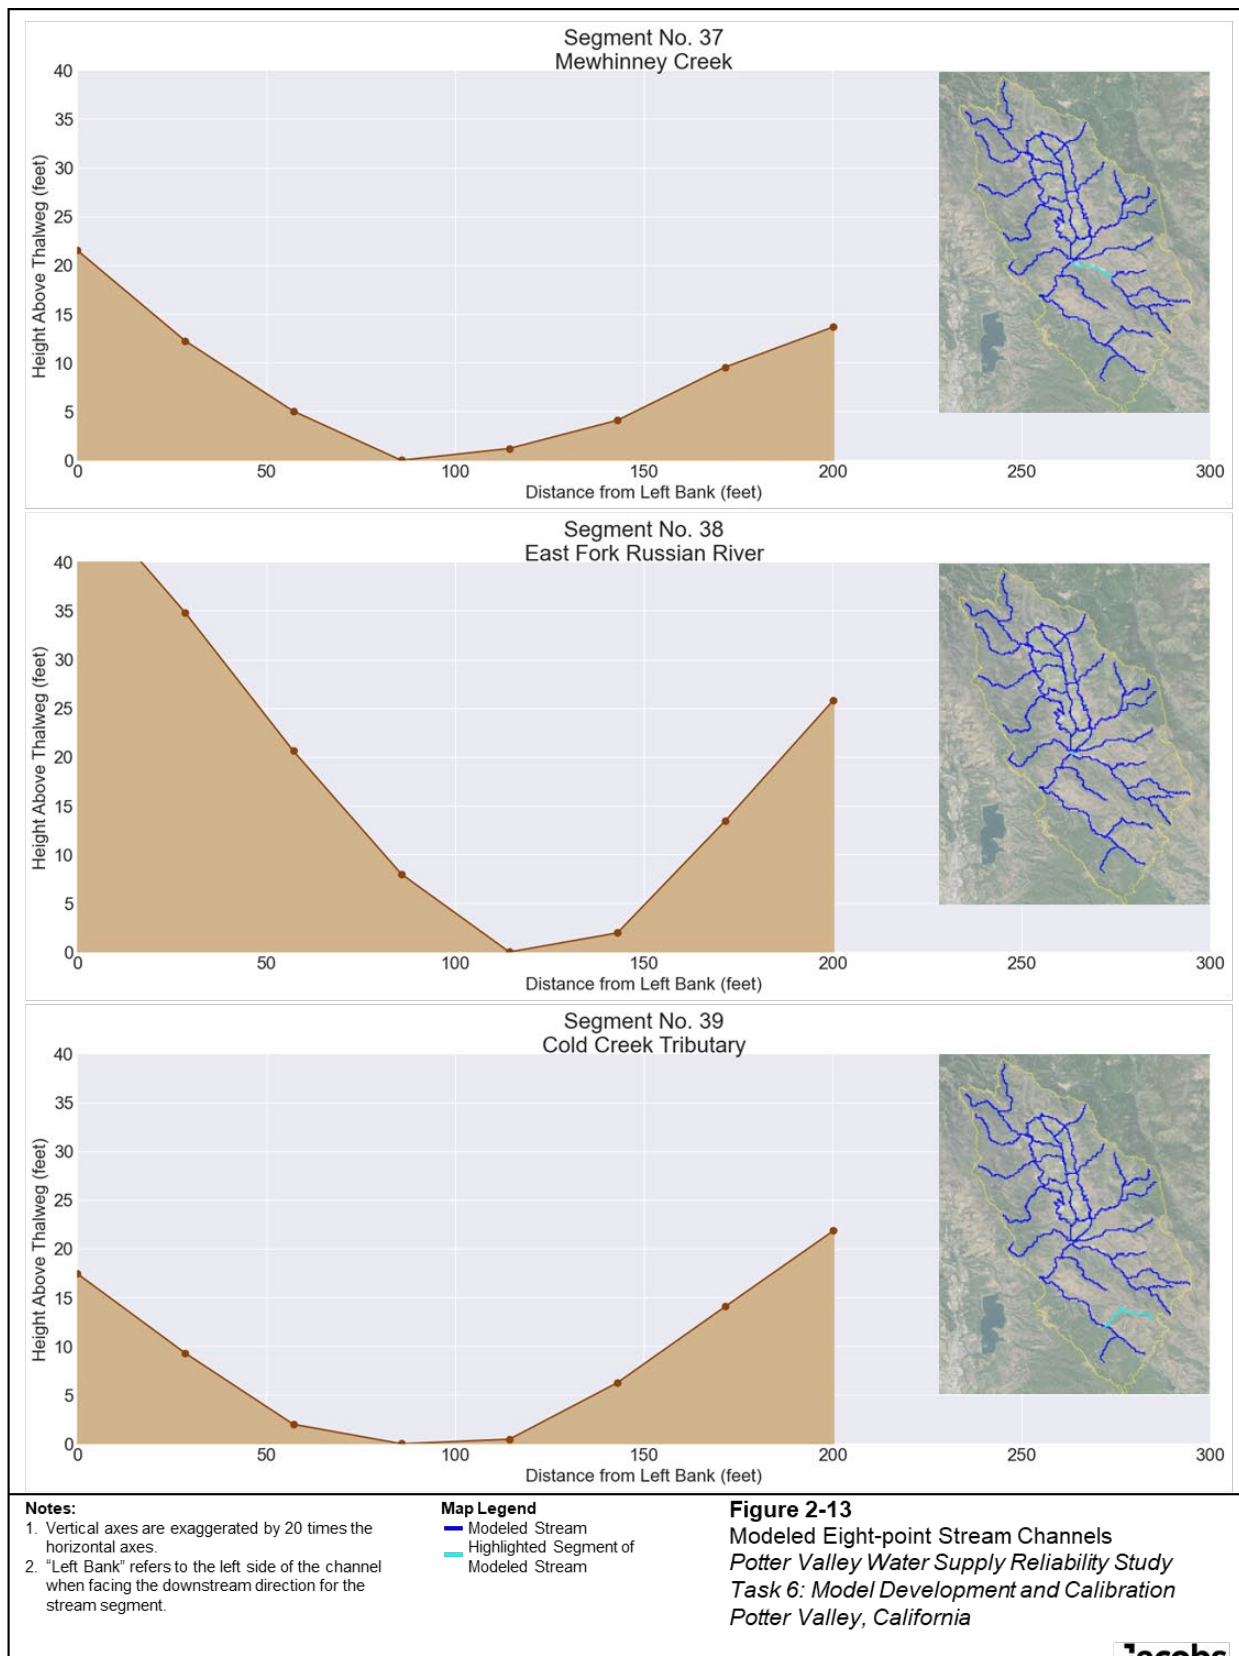 Segment No. 37
Mewhinney Creek
40
35
30
25
20
15
10
5
0
Height Above Thalweg (feet)
0 50 100 150 200 250 300
Distance from Left Bank (feet)
Segment No. 38
East Fork Russian River
40
35
30
25
20
15
10
5
0
Height Above Thalweg (feet)
0 50 100 150 200 250 300
Distance from Left Bank (feet)
Segment No. 39
Cold Creek Tributary
40
35
30
25
20
15
10
5
0
Height Above Thalweg (feet)
0 50 100 150 200 250 300
Distance from Left Bank (feet)
Notes:
1. Vertical axes are exaggerated by 20 times the
horizontal axes.
2. “Left Bank” refers to the left side of the channel
when facing the downstream direction for the
stream segment.
Map Legend
Modeled Stream
Highlighted Segment of
Modeled Stream
Figure 2-13
Modeled Eight-point Stream Channels
Potter Valley Water Supply Reliability Study
Task 6: Model Development and Calibration
Potter Valley, California
Jacobs